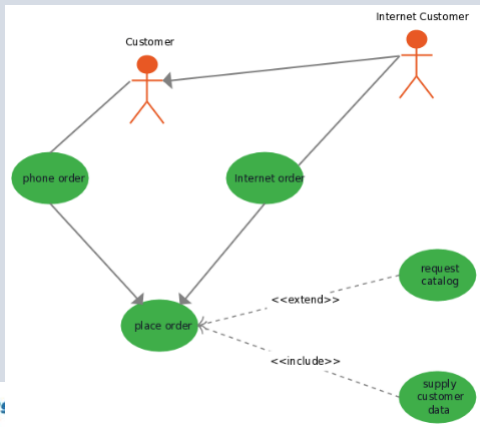 Internet Customer
Customer
phone order
Internet order
request
catalog
<<extend>>
place order
<<include>>
supply
customer
data